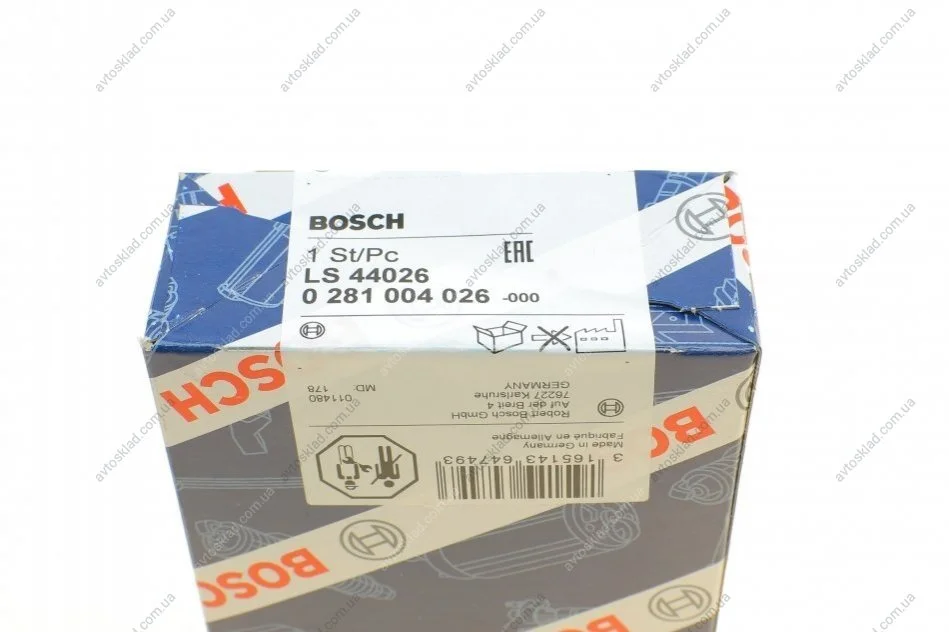 BOSCH
1 St/Pc
EAC
LS 44026
0 281 004 026 -000
011480
MD: 178
Robert Bosch GmbH
Auf der Breit 4
76227 Karlsruhe
GERMANY
Made in Germany
Fabriqué en Allemagne
3 165143 647493
BOSCH
BOSCH
BOSCH
avtosklad.com.ua